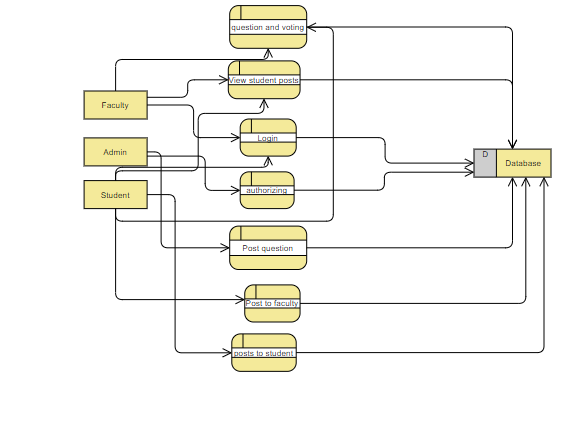 question and voting
View student posts
Faculty
Login
Admin
D
Database
Student
authorizing
Post question
Post to faculty
posts to student